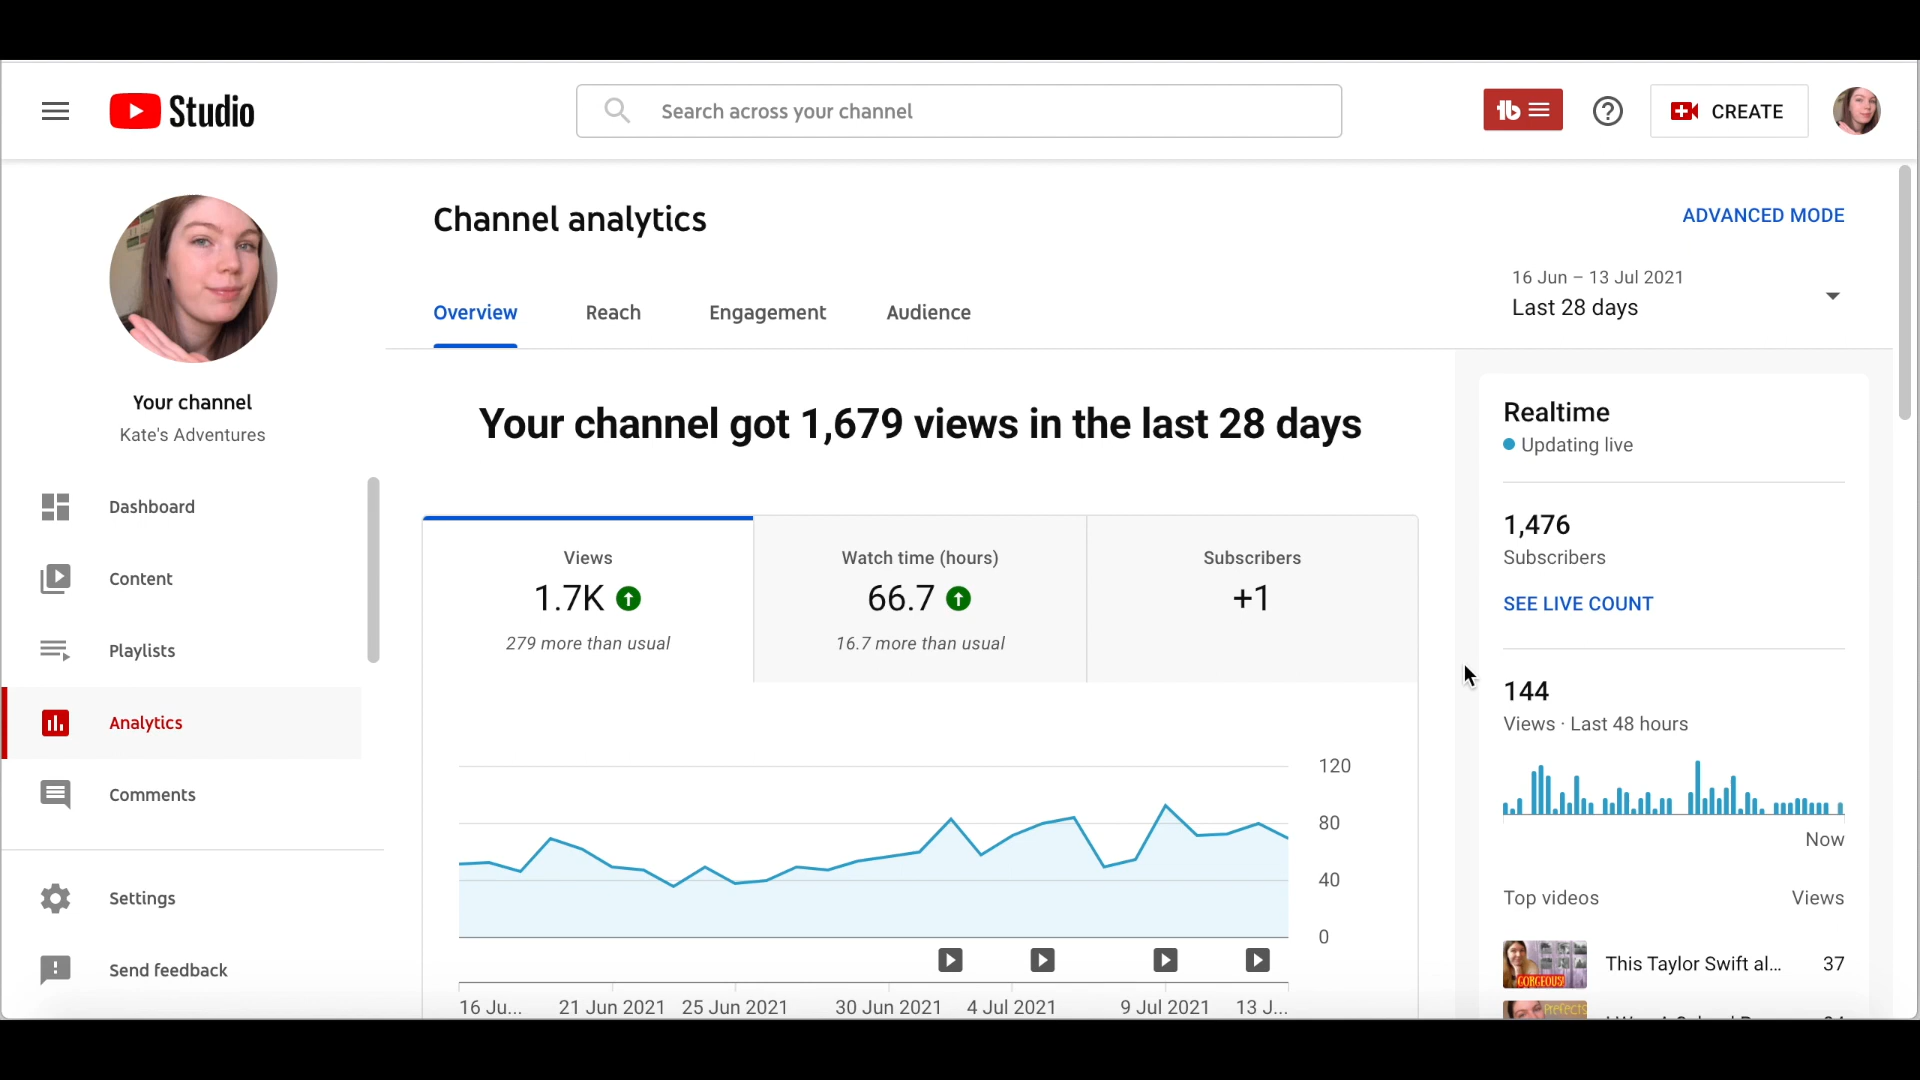 Studio
Search across your channel
CREATE
Channel analytics
ADVANCED MODE
16 Jun – 13 Jul 2021
Last 28 days
Overview
Reach
Engagement
Audience
Your channel
Kate's Adventures
Dashboard
Content
Playlists
Analytics
Comments
Settings
Send feedback
Your channel got 1,679 views in the last 28 days
Views
1.7K
279 more than usual
Watch time (hours)
66.7
16.7 more than usual
Subscribers
+1
120
80
40
0
16 Ju...
21 Jun 2021
25 Jun 2021
30 Jun 2021
4 Jul 2021
9 Jul 2021
13 J...
Realtime
Updating live
1,476
Subscribers
SEE LIVE COUNT
144
Views · Last 48 hours
Now
Top videos
Views
GORGEOUS!
This Taylor Swift al...
37
PREFECTS